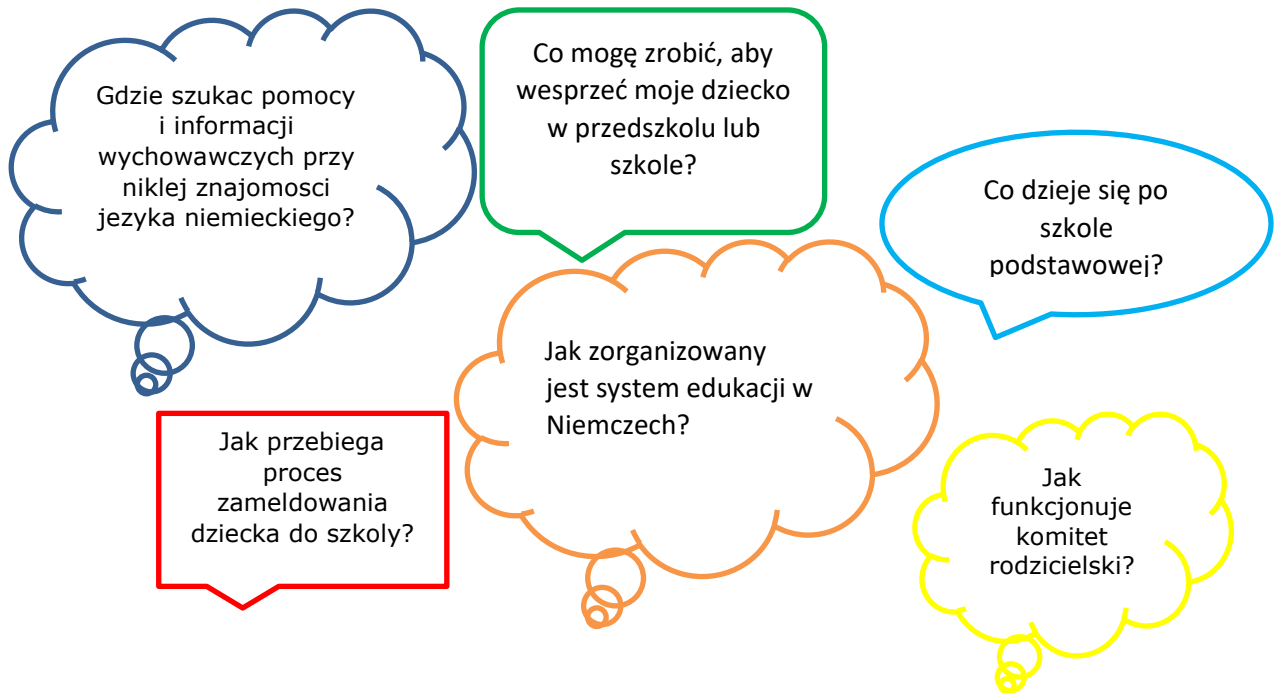 Gdzie szukac pomocy
i informacji
wychowawczych przy
niklej znajomosci
jezyka niemieckiego?
Co mogę zrobić, aby
wesprzeć moje dziecko
w przedszkolu lub
szkole?
Co dzieje się po
szkole
podstawowej?
Jak zorganizowany
jest system edukacji w
Niemczech?
Jak przebiega
proces
zameldowania
dziecka do szkoly?
Jak
funkcjonuje
komitet
rodzicielski?